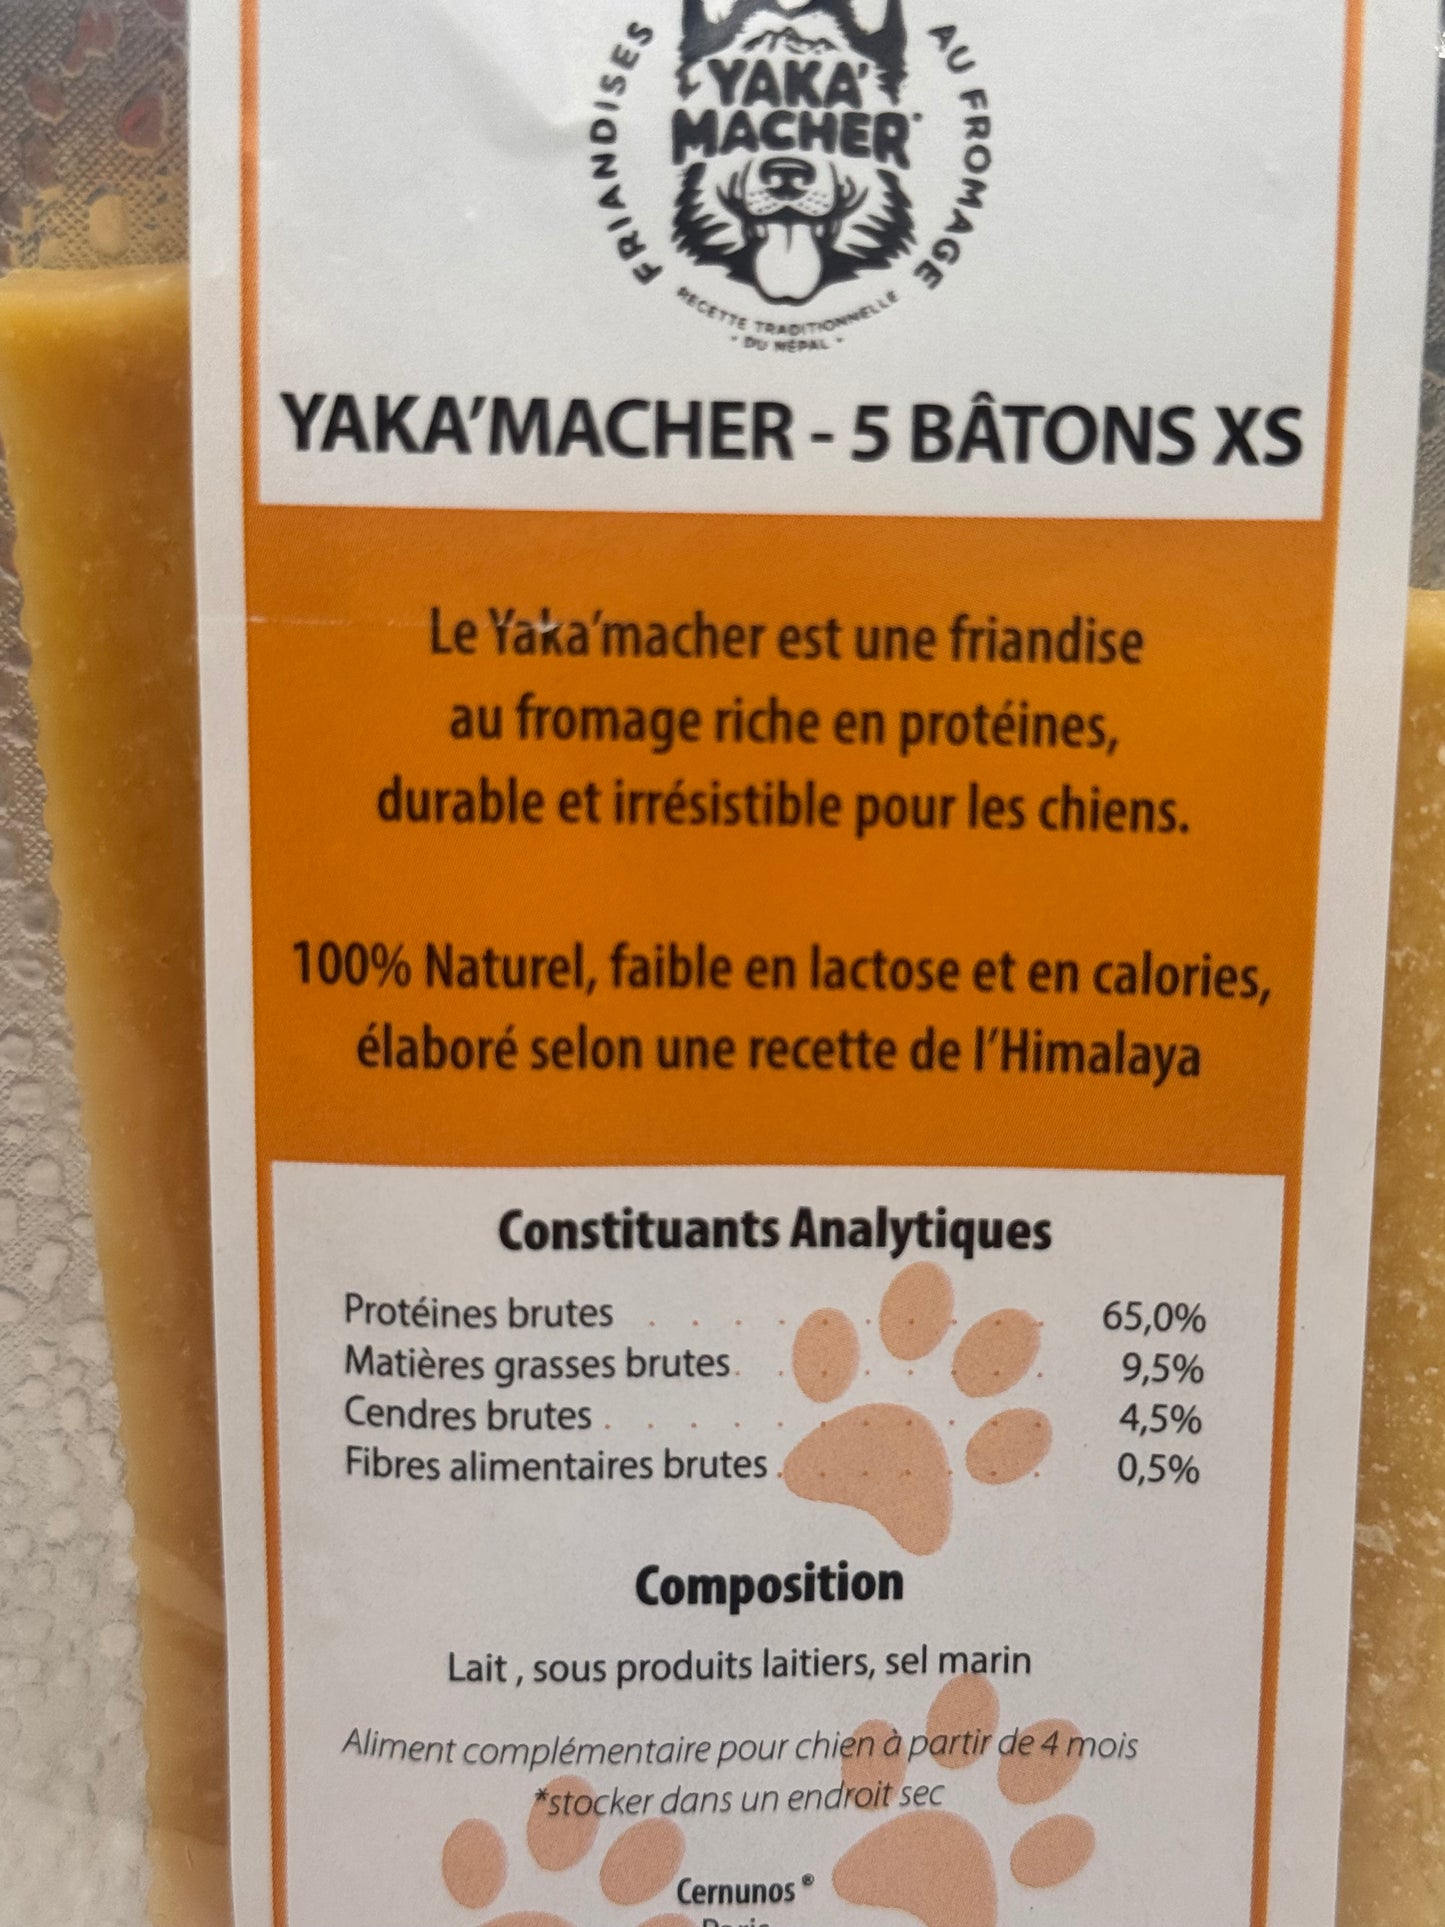 FRIANDISES AU FROMAGE
YAKA'
MACHER
RECETTE TRADITIONNELLE
DU NÉPAL
YAKA'MACHER - 5 BÂTONS XS
Le Yaka'macher est une friandise
au fromage riche en protéines,
durable et irrésistible pour les chiens.
100% Naturel, faible en lactose et en calories,
élaboré selon une recette de l'Himalaya
Constituants Analytiques
Protéines brutes . . . . . . . . . . 65,0%
Matières grasses brutes. . . . . . . . 9,5%
Cendres brutes . . . . . . . . . . . 4,5%
Fibres alimentaires brutes . . . . . . . 0,5%
Composition
Lait , sous produits laitiers, sel marin
Aliment complémentaire pour chien à partir de 4 mois
*stocker dans un endroit sec
Cernunos ®
Paris